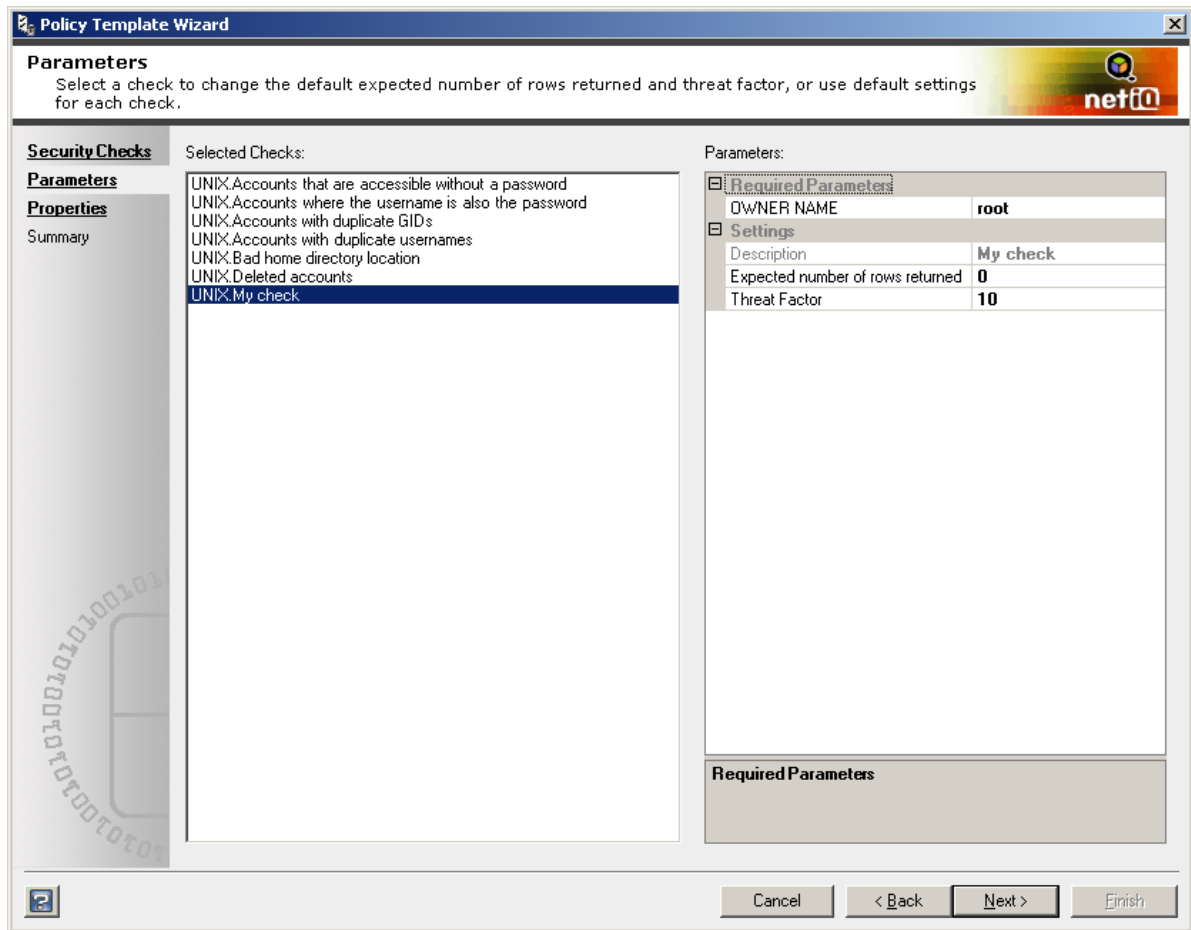 Policy Template Wizard
Parameters
Select a check to change the default expected number of rows returned and threat factor, or use default settings
for each check.
netiQ
Security Checks
Parameters
Properties
Summary
Selected Checks:
UNIX.Accounts that are accessible without a password
UNIX.Accounts where the username is also the password
UNIX.Accounts with duplicate GIDs
UNIX.Accounts with duplicate usernames
UNIX.Bad home directory location
UNIX.Deleted accounts
UNIX.My check
Parameters:
Required Parameters
OWNER NAME root
Settings
Description My check
Expected number of rows returned 0
Threat Factor 10
Required Parameters
Cancel
< Back
Next >
Finish